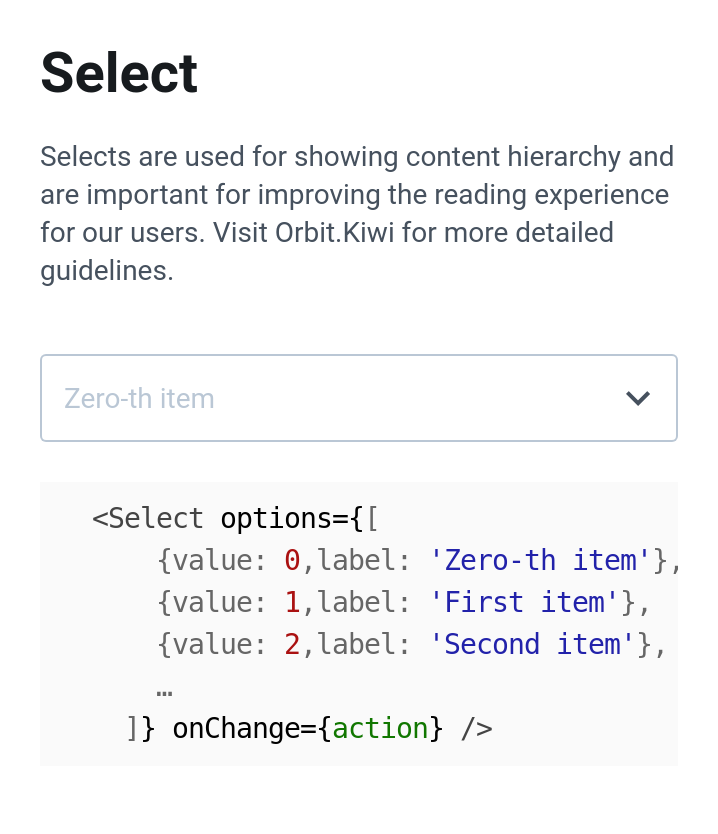 Select
Selects are used for showing content hierarchy and
are important for improving the reading experience
for our users. Visit Orbit.Kiwi for more detailed
guidelines.
Zero-th item
<Select options={[
{value: 0,label: 'Zero-th item'},
{value: 1,label: 'First item'},
{value: 2,label: 'Second item'},
…
]} onChange={action} />